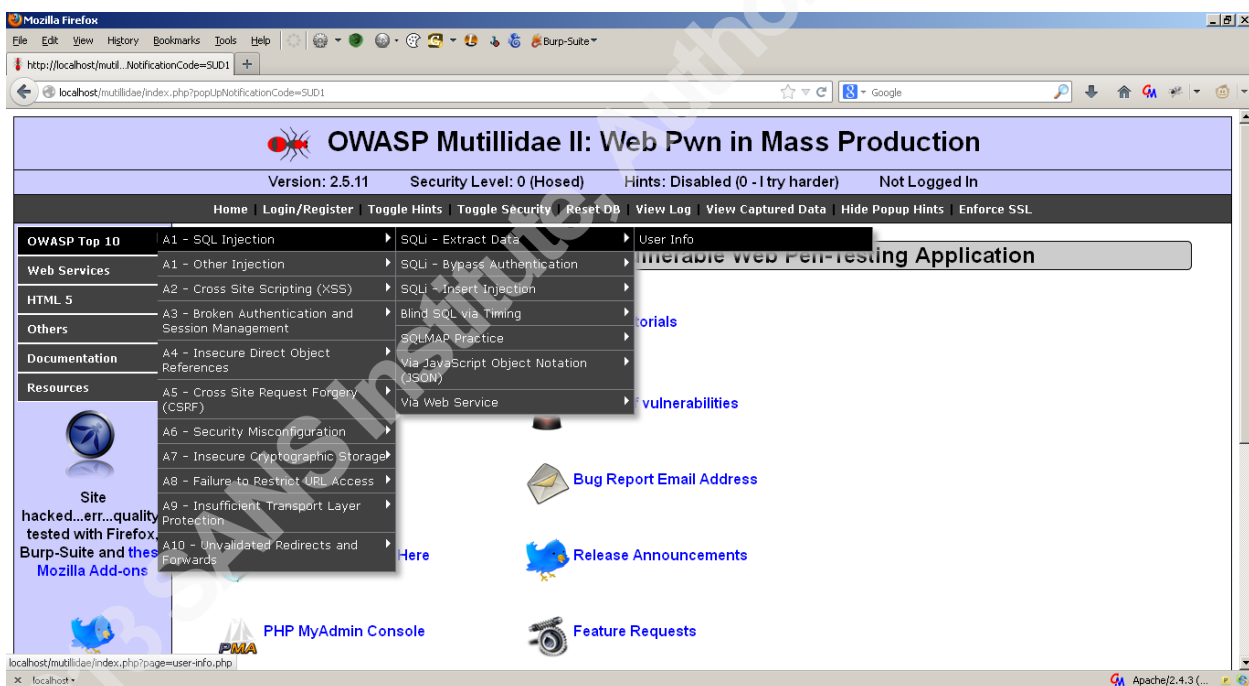 Mozilla Firefox
File Edit View History Bookmarks Tools Help Burp-Suite
http://localhost/mutil...NotificationCode=SUD1
localhost/mutillidae/index.php?popUpNotificationCode=SUD1 Google
OWASP Mutillidae II: Web Pwn in Mass Production
Version: 2.5.11 Security Level: 0 (Hosed) Hints: Disabled (0 - I try harder) Not Logged In
Home | Login/Register | Toggle Hints | Toggle Security | Reset DB | View Log | View Captured Data | Hide Popup Hints | Enforce SSL
OWASP Top 10
Web Services
HTML 5
Others
Documentation
Resources
A1 - SQL Injection
A1 - Other Injection
A2 - Cross Site Scripting (XSS)
A3 - Broken Authentication and
Session Management
A4 - Insecure Direct Object
References
A5 - Cross Site Request Forgery
(CSRF)
A6 - Security Misconfiguration
A7 - Insecure Cryptographic Storage
A8 - Failure to Restrict URL Access
A9 - Insufficient Transport Layer
Protection
A10 - Unvalidated Redirects and
Forwards
SQLi - Extract Data
SQLi - Bypass Authentication
SQLi - Insert Injection
Blind SQL via Timing
SQLMAP Practice
Via JavaScript Object Notation
(JSON)
Via Web Service
User Info
Web Pen-Testing Application
vulnerabilities
Bug Report Email Address
Here
Release Announcements
PHP MyAdmin Console
PMA
Feature Requests
Site
hacked...err...quality
tested with Firefox,
Burp-Suite and these
Mozilla Add-ons
localhost/mutillidae/index.php?page=user-info.php
x localhost
Apache/2.4.3 (...
SANS Institute, Autho